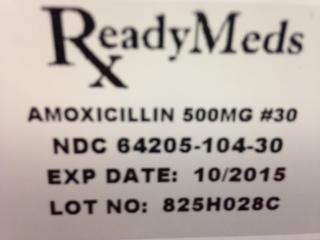 ReadyMeds
AMOXICILLIN 500MG #30
NDC 64205-104-30
EXP DATE: 10/2015
LOT NO: 825H028C